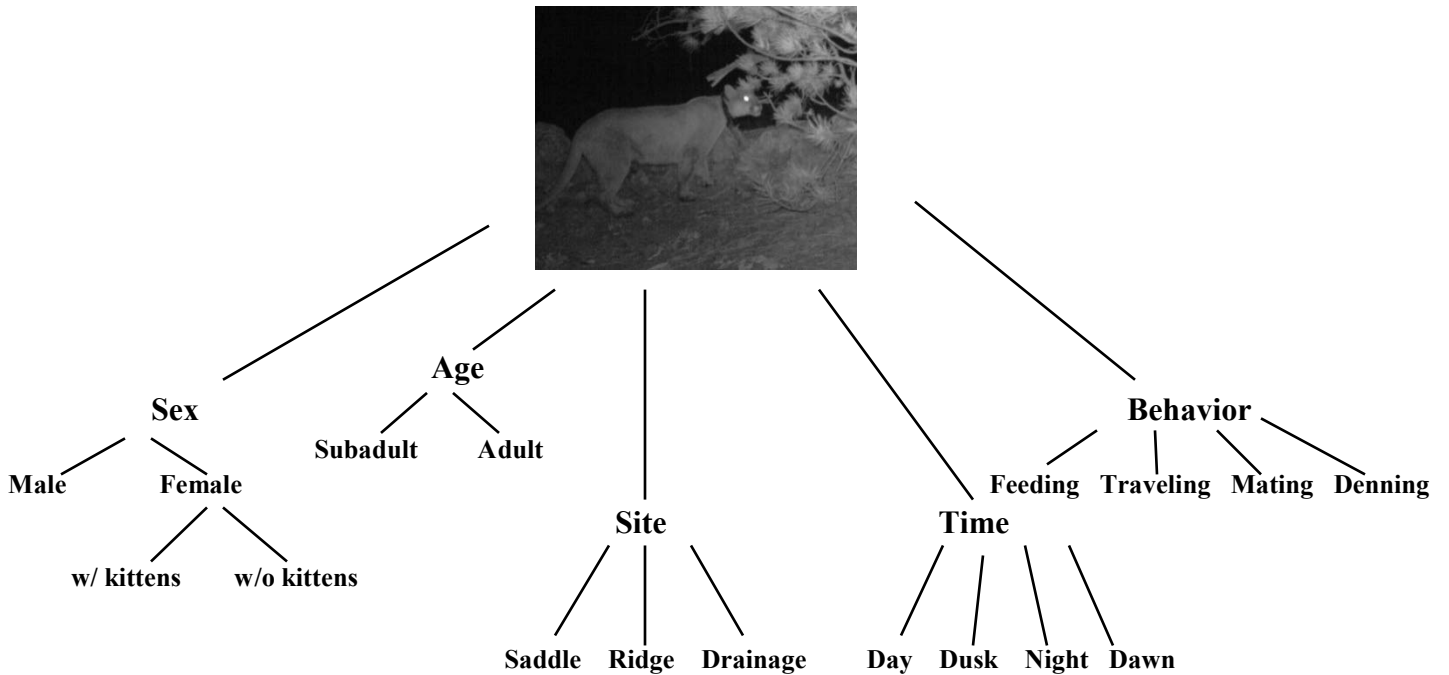 Age
Sex
Behavior
Subadult Adult
Male Female
Feeding Traveling Mating Denning
Site Time
w/ kittens w/o kittens
Saddle Ridge Drainage Day Dusk Night Dawn